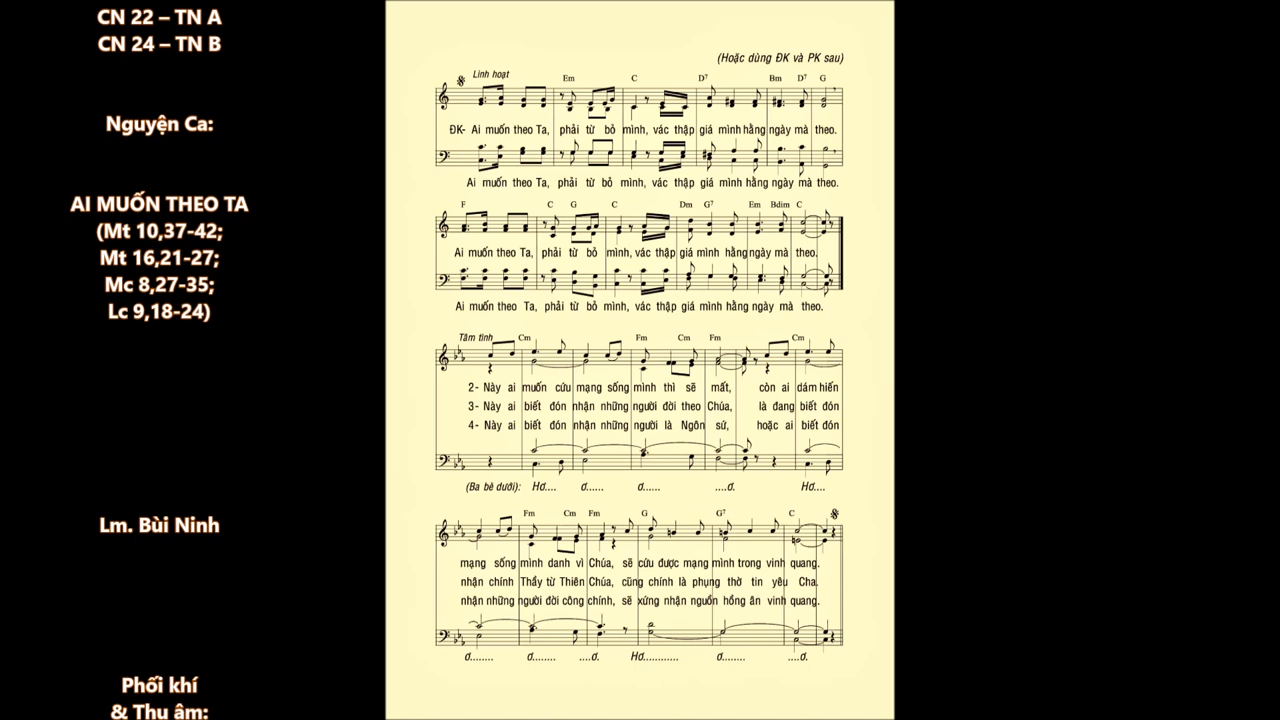 CN 22 – TN A
CN 24 – TN B
Nguyện Ca:
AI MUỐN THEO TA
(Mt 10,37-42;
Mt 16,21-27;
Mc 8,27-35;
Lc 9,18-24)
Lm. Bùi Ninh
Phối khí
& Thu âm:
(Hoặc dùng ĐK và PK sau)
Linh hoạt
Em C D7 Bm D7 G
ĐK- Ai muốn theo Ta, phải từ bỏ mình, vác thập giá mình hằng ngày mà theo.
Ai muốn theo Ta, phải từ bỏ mình, vác thập giá mình hằng ngày mà theo.
F C G C Dm G7 Em Bdim C
Ai muốn theo Ta, phải từ bỏ mình, vác thập giá mình hằng ngày mà theo.
Ai muốn theo Ta, phải từ bỏ mình, vác thập giá mình hằng ngày mà theo.
Tâm tình
Cm Fm Cm Fm Cm
2- Này ai muốn cứu mạng sống mình thì sẽ mất, còn ai dám hiến
3- Này ai biết đón nhận những người đời theo Chúa, là đang biết đón
4- Này ai biết đón nhận những người là Ngôn sứ, hoặc ai biết đón
(Ba bè dưới): Hơ.... ơ...... ơ...... ....ơ. Hơ....
Fm Cm Fm G G7 C
mạng sống mình danh vì Chúa, sẽ cứu được mạng mình trong vinh quang.
nhận chính Thầy từ Thiên Chúa, cũng chính là phụng thờ tin yêu Cha.
nhận những người đời công chính, sẽ xứng nhận nguồn hồng ân vinh quang.
ơ........ ơ........ ....ơ. Hơ............ ơ........ ....ơ.